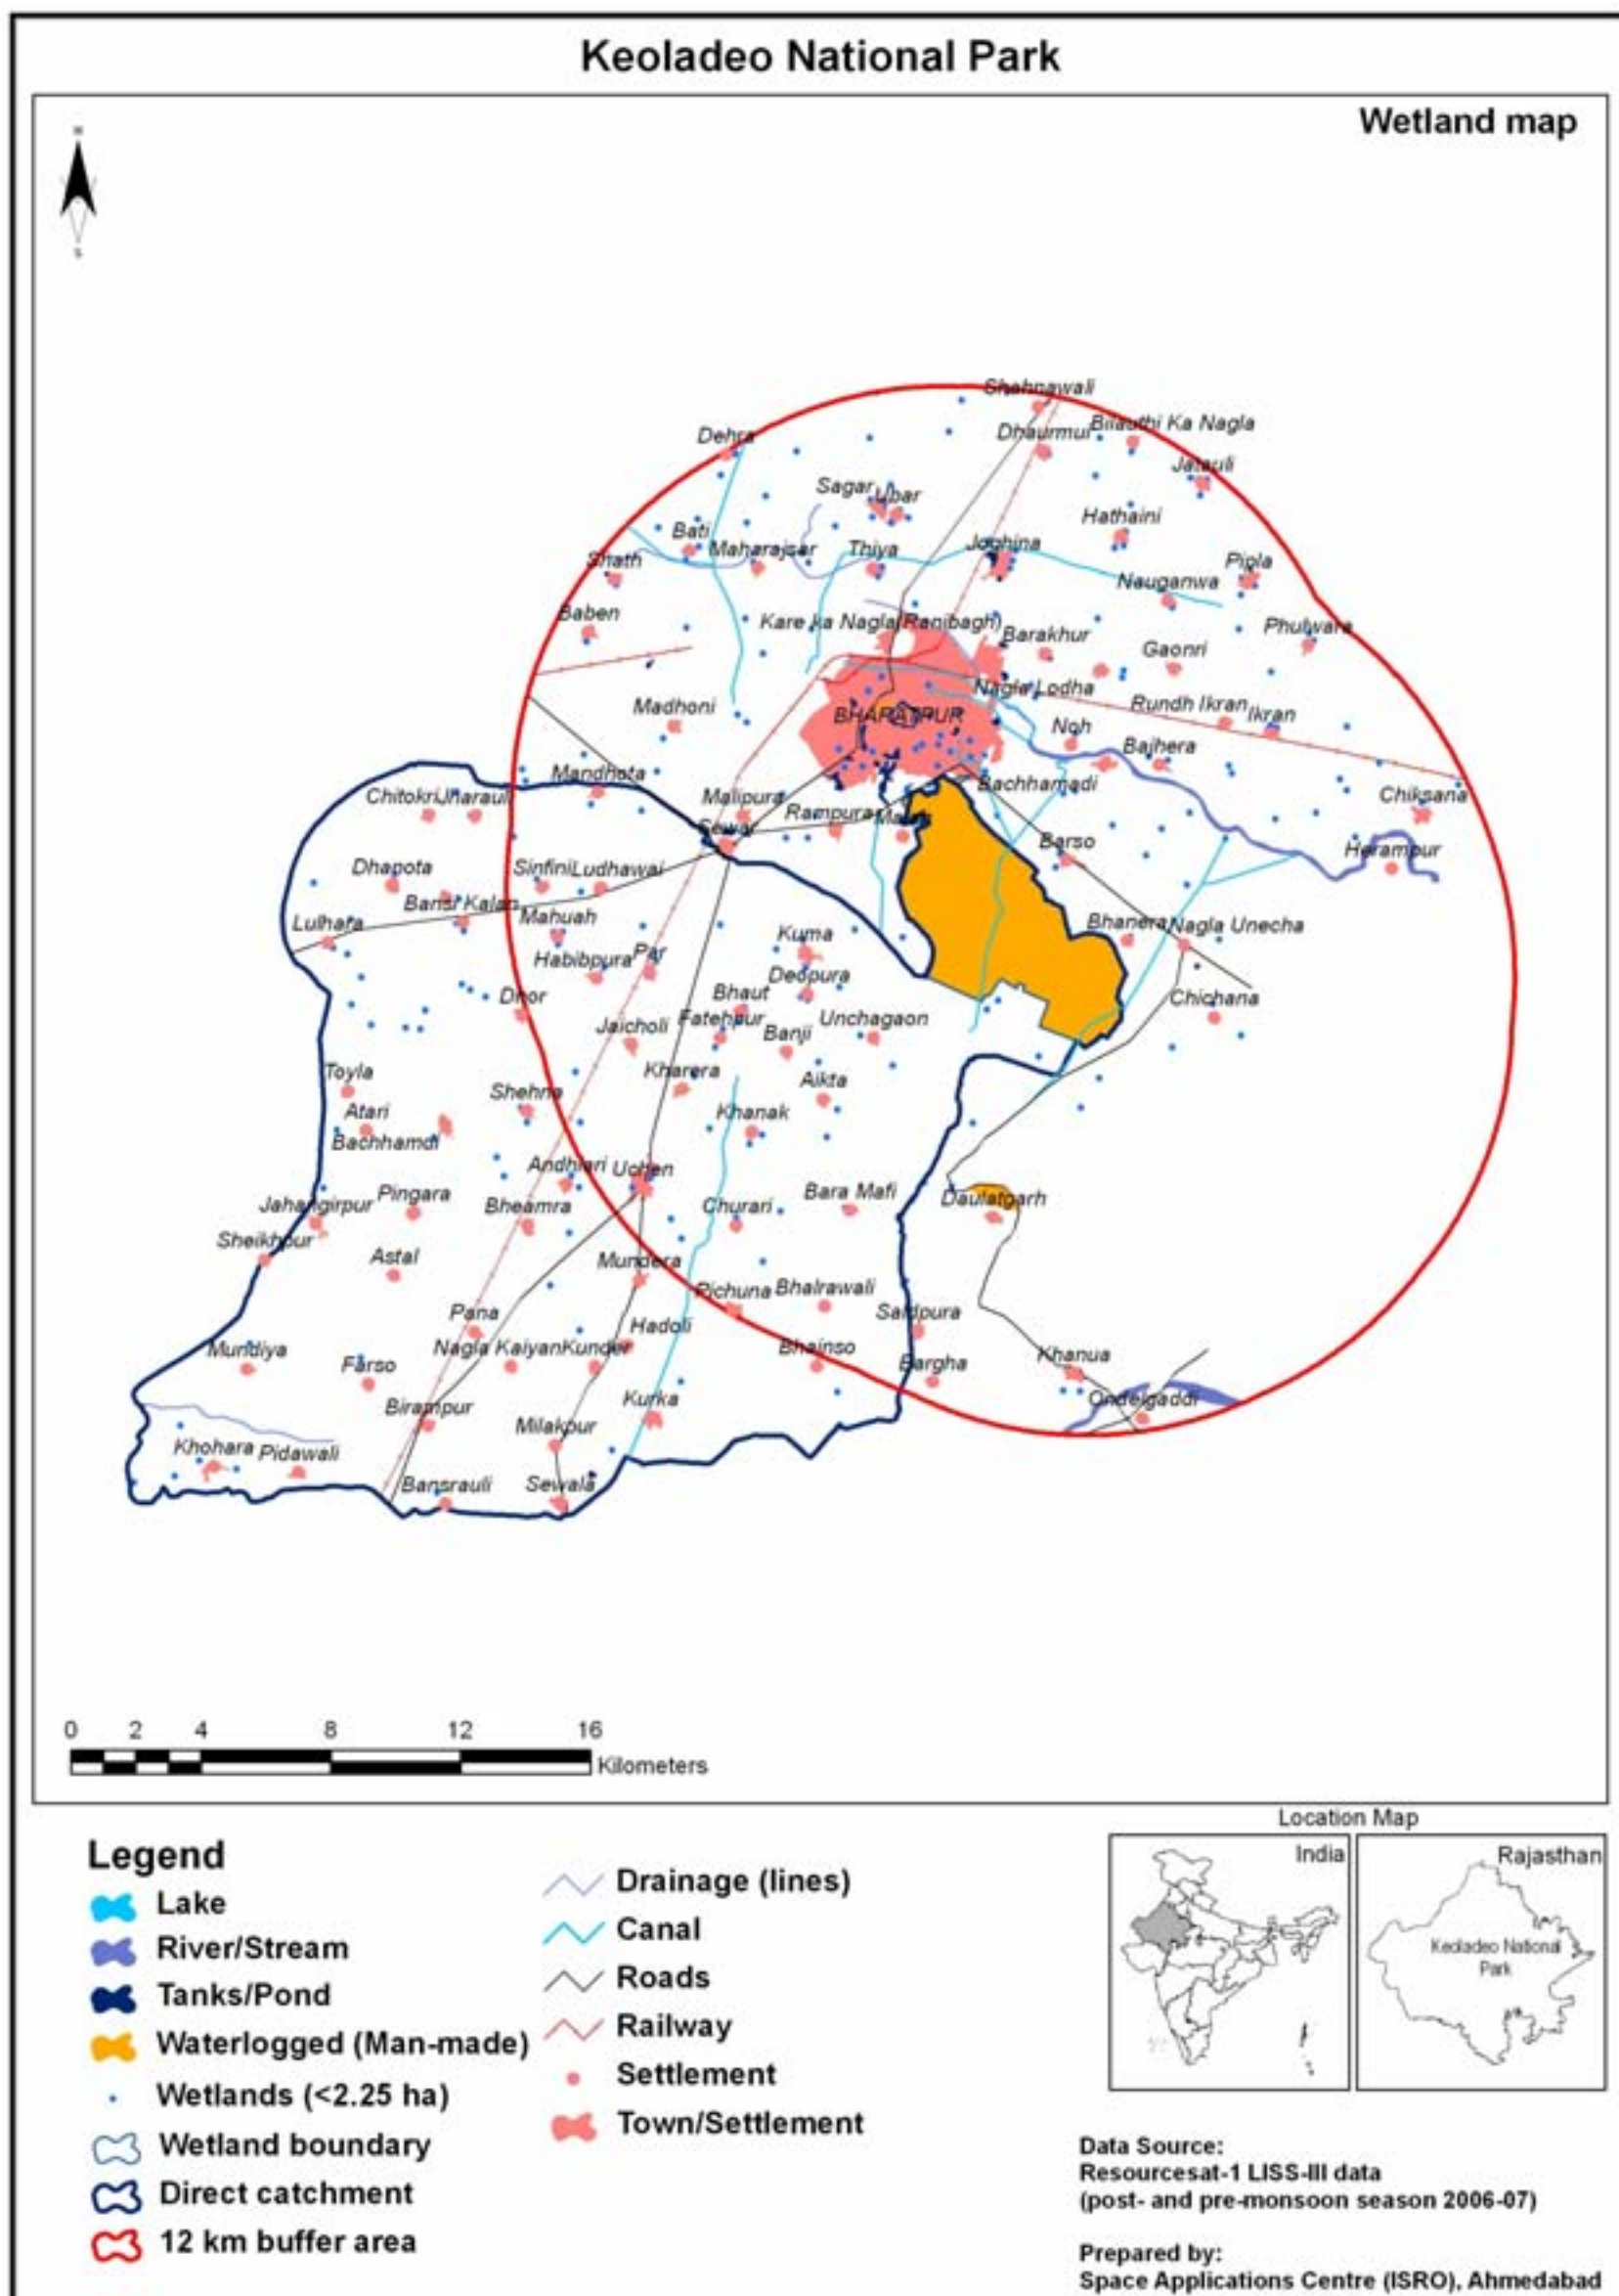 Keoladeo National Park
Wetland map
N
S
Shahnawali
Bilauthi Ka Nagla
Dhaurmui
Dehra
Jatauli
Sagar
Ubar
Hathaini
Bati
Maharajsar
Thiya
Joghina
Shath
Pipla
Nauganwa
Baben
Kare ka Nagla(Ranibagh)
Barakhur
Phulwara
Gaonri
Nagla Lodha
Madhoni
BHARATPUR
Rundh Ikran
Ikran
Noh
Bajhera
Mandhota
Bachhamadi
Chitokri
Jharauli
Malipura
Rampura
Chiksana
Sewar
Barso
Herampur
Dhapota
Sinfini
Ludhawai
Bansi Kalan
Mahuah
Lulhara
Bhanera
Nagla Unecha
Kuma
Habibpura
Par
Deopura
Dhor
Bhaut
Chichana
Jaicholi
Fatehpur
Banji
Unchagaon
Toyla
Kharera
Aikta
Shehna
Atari
Khanak
Bachhamdi
Andhiari
Uchen
Jahangirpur
Pingara
Bheamra
Churari
Bara Mafi
Daulatgarh
Sheikhpur
Astal
Mundera
Pichuna
Bhalrawali
Pana
Saidpura
Hadoli
Mundiya
Farso
Nagla Kaiyan
Kunder
Bhainso
Bargha
Khanua
Birampur
Kurka
Ondelgaddi
Milakpur
Khohara
Pidawali
Bansrauli
Sewala
0 2 4 8 12 16
Kilometers
Location Map
India
Rajasthan
Keoladeo National
Park
Legend
Lake
River/Stream
Tanks/Pond
Waterlogged (Man-made)
Wetlands (<2.25 ha)
Wetland boundary
Direct catchment
12 km buffer area
Drainage (lines)
Canal
Roads
Railway
Settlement
Town/Settlement
Data Source:
Resourcesat-1 LISS-III data
(post- and pre-monsoon season 2006-07)
Prepared by:
Space Applications Centre (ISRO), Ahmedabad